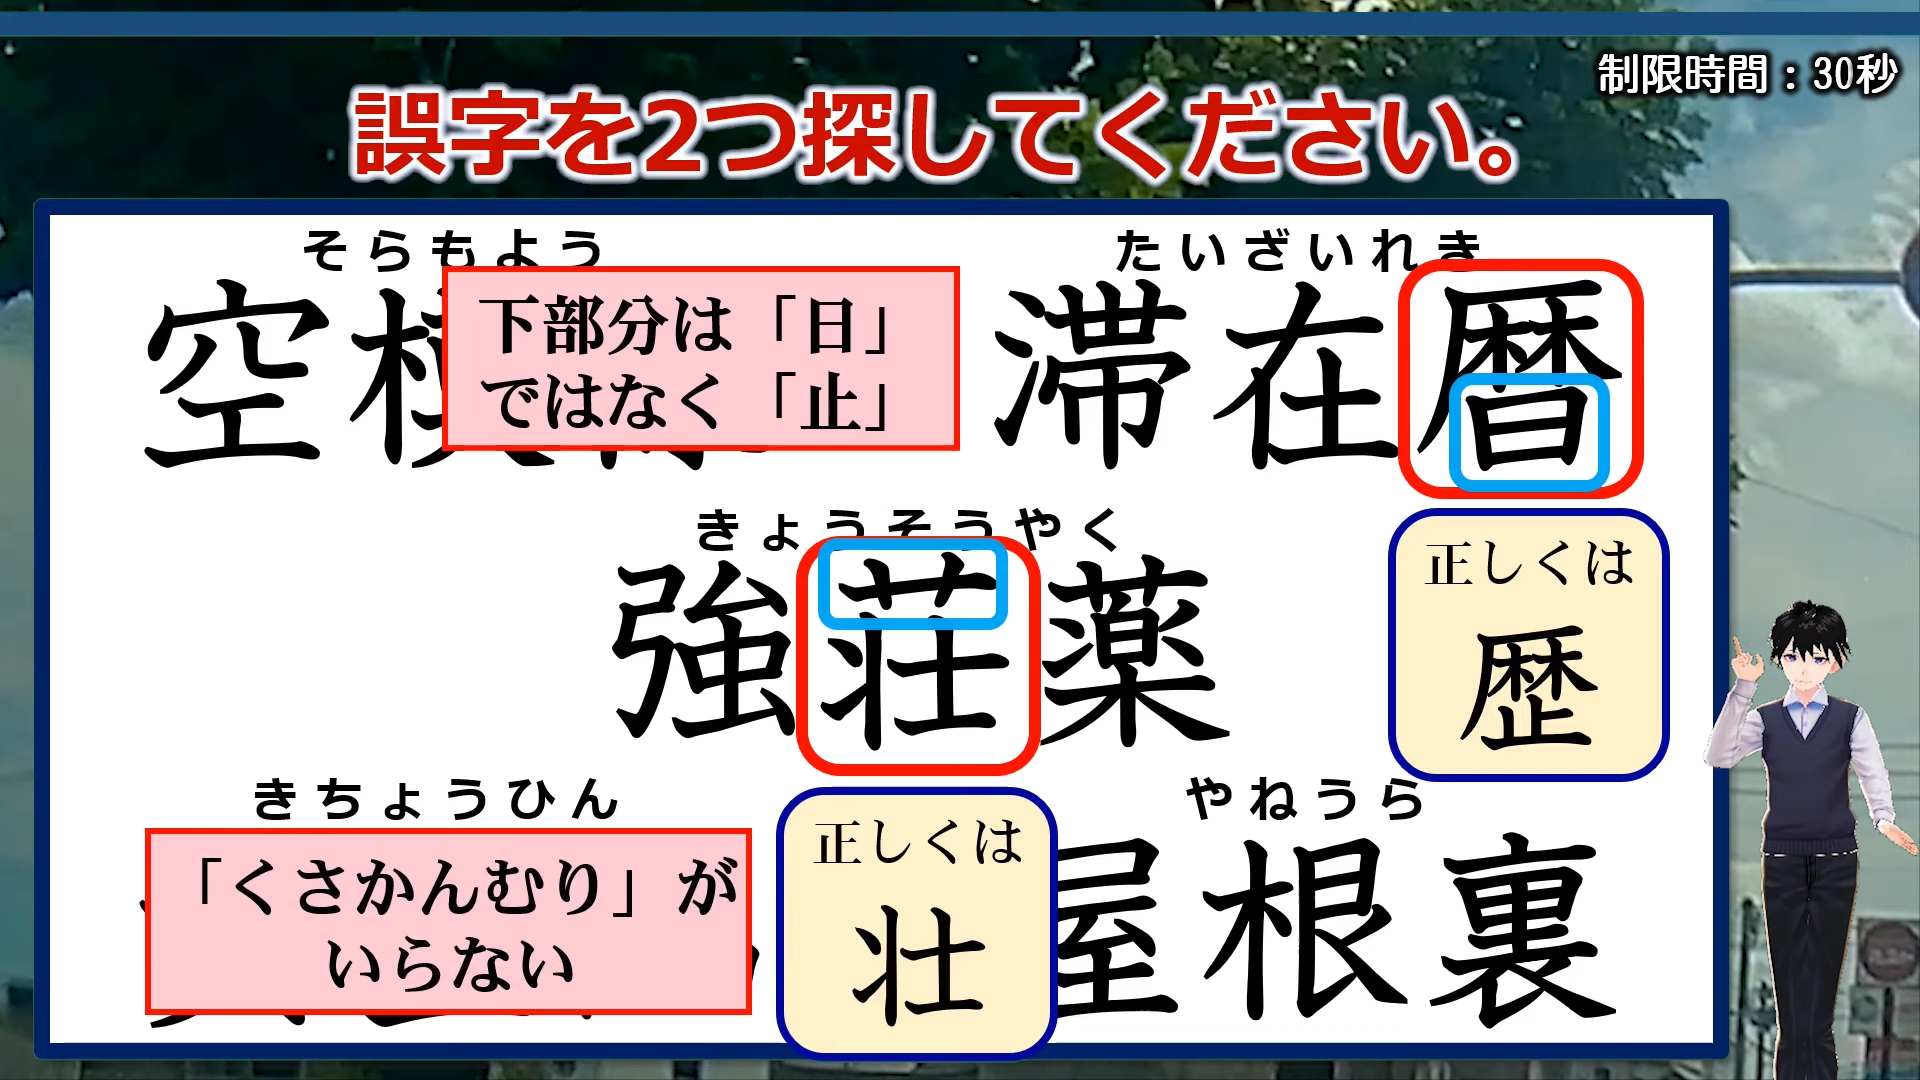 制限時間：30秒
誤字を2つ探してください。
そらもよう
たいざいれき
空模
下部分は「日」
ではなく「止」
滞在暦
きょうそうやく
強荘薬
正しくは
歴
きちょうひん
「くさかんむり」が
いらない
正しくは
壮
やねうら
屋根裏